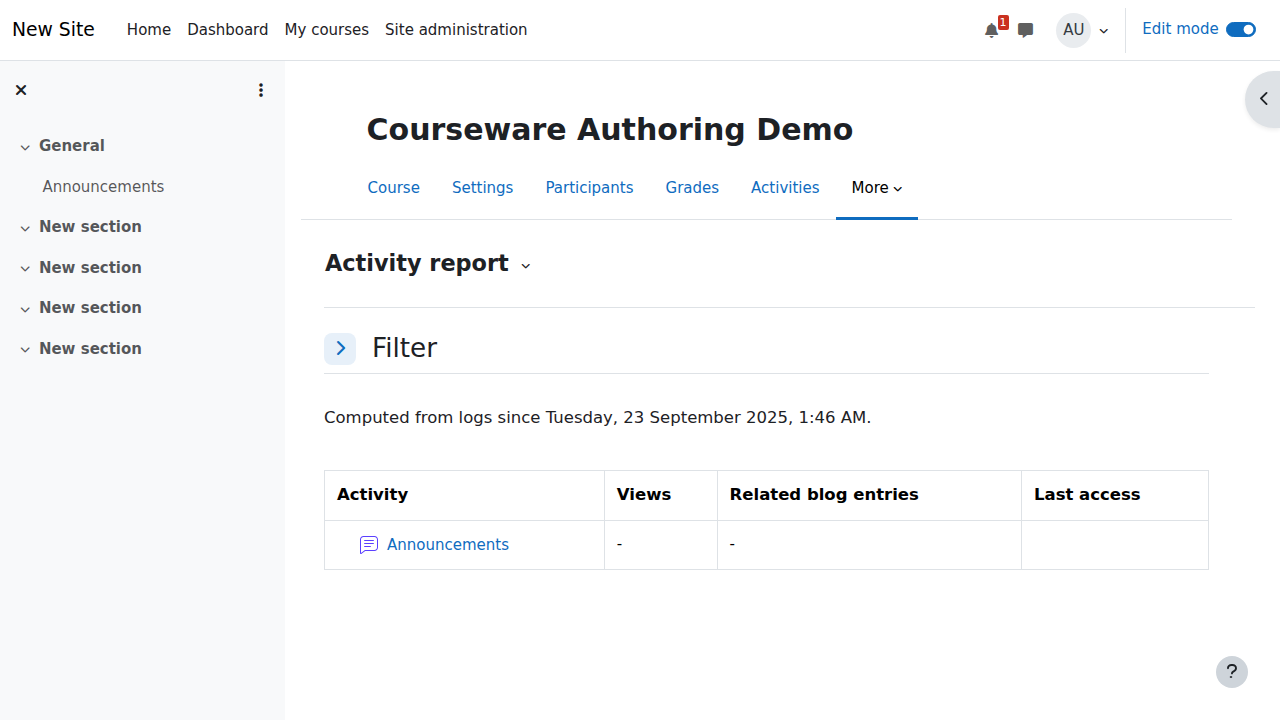 New Site Home Dashboard My courses Site administration 1 AU Edit mode
General
Announcements
New section
New section
New section
New section
Courseware Authoring Demo
Course Settings Participants Grades Activities More
Activity report
Filter
Computed from logs since Tuesday, 23 September 2025, 1:46 AM.
Activity Views Related blog entries Last access
Announcements - -
?